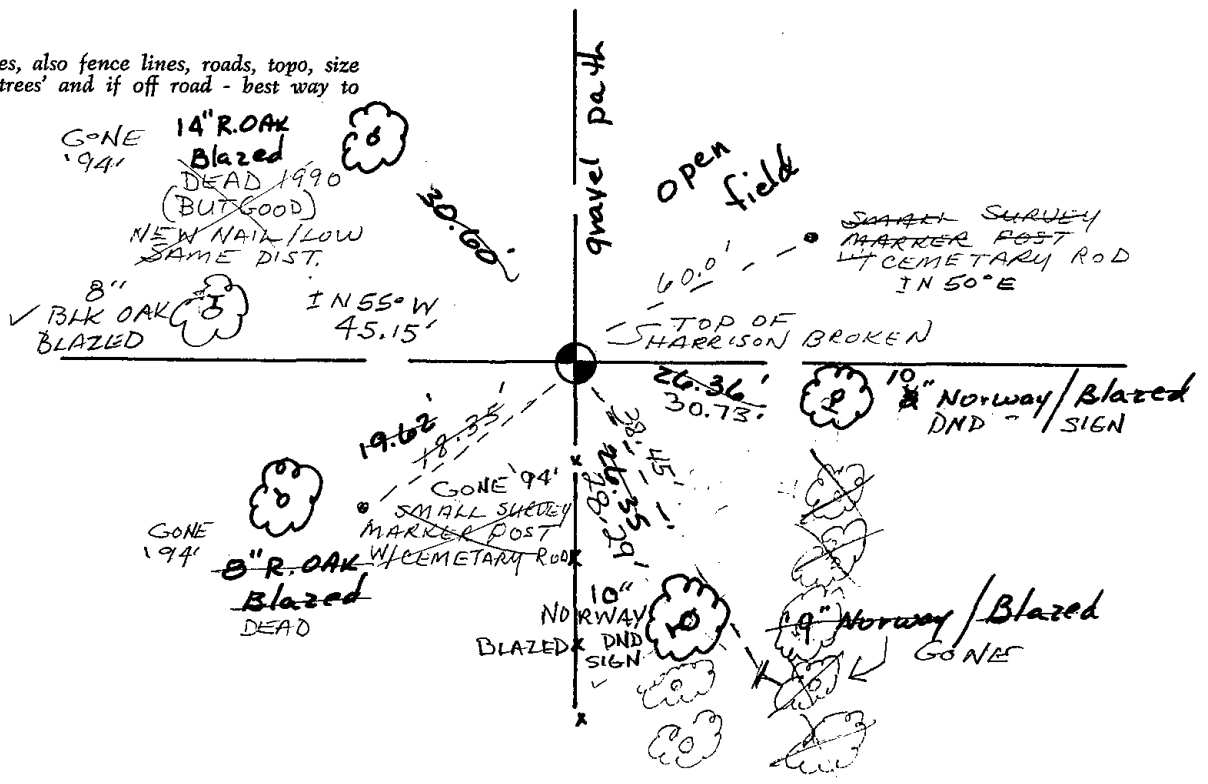 es, also fence lines, roads, topo, size
trees' and if off road - best way to
GONE
'94'
14" R.OAK
Blazed
DEAD 1990
(BUT GOOD)
NEW NAIL/LOW
SAME DIST.
30.60'
gravel path
open
field
SMALL SURVEY
MARKER POST
W/ CEMETARY ROD
IN 50°E
60.0'
TOP OF
HARRISON BROKEN
8"
✓ BLK OAK
BLAZED
IN 55° W
45.15'
26.36'
30.73'
10" Norway/Blazed
DND - SIGN
19.62'
18.35'
GONE '94'
SMALL SURVEY
MARKER POST
W/CEMETARY ROD
GONE
'94'
8" R. OAK
Blazed
DEAD
10"
NORWAY
BLAZED DND
SIGN
9" Norway/Blazed
GONE